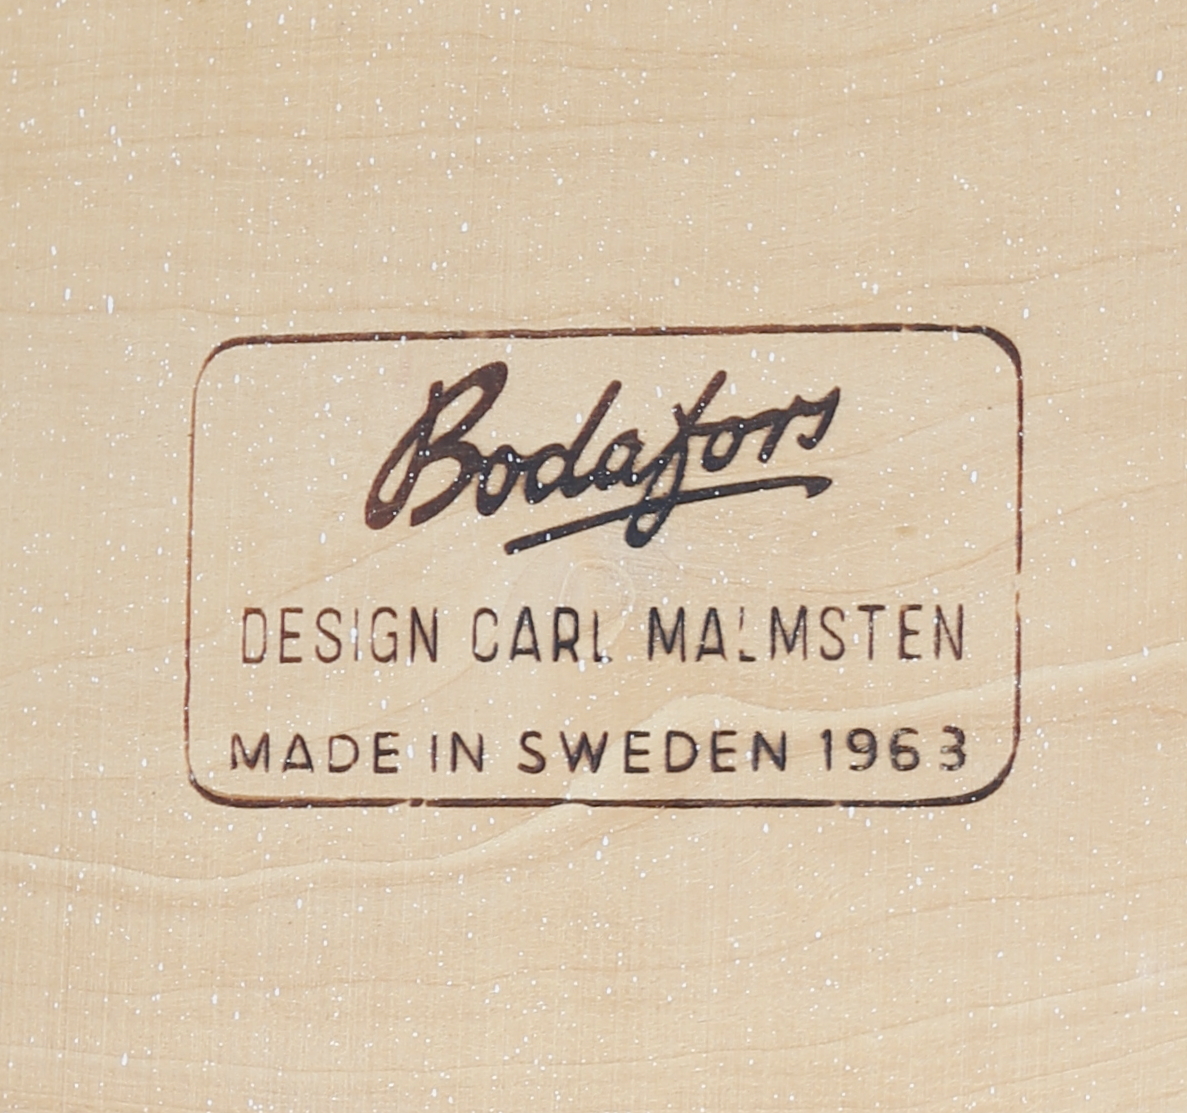 Bodafors
DESIGN CARL MALMSTEN
MADE IN SWEDEN 1963